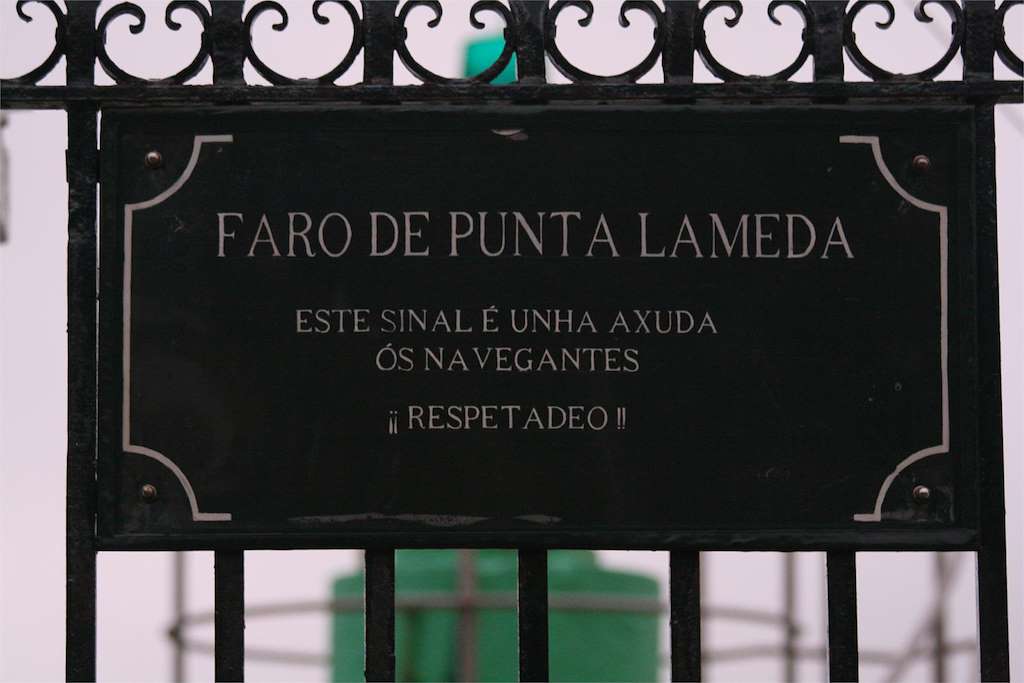 FARO DE PUNTA LAMEDA
ESTE SINAL É UNHA AXUDA
ÓS NAVEGANTES
¡¡ RESPETADEO !!